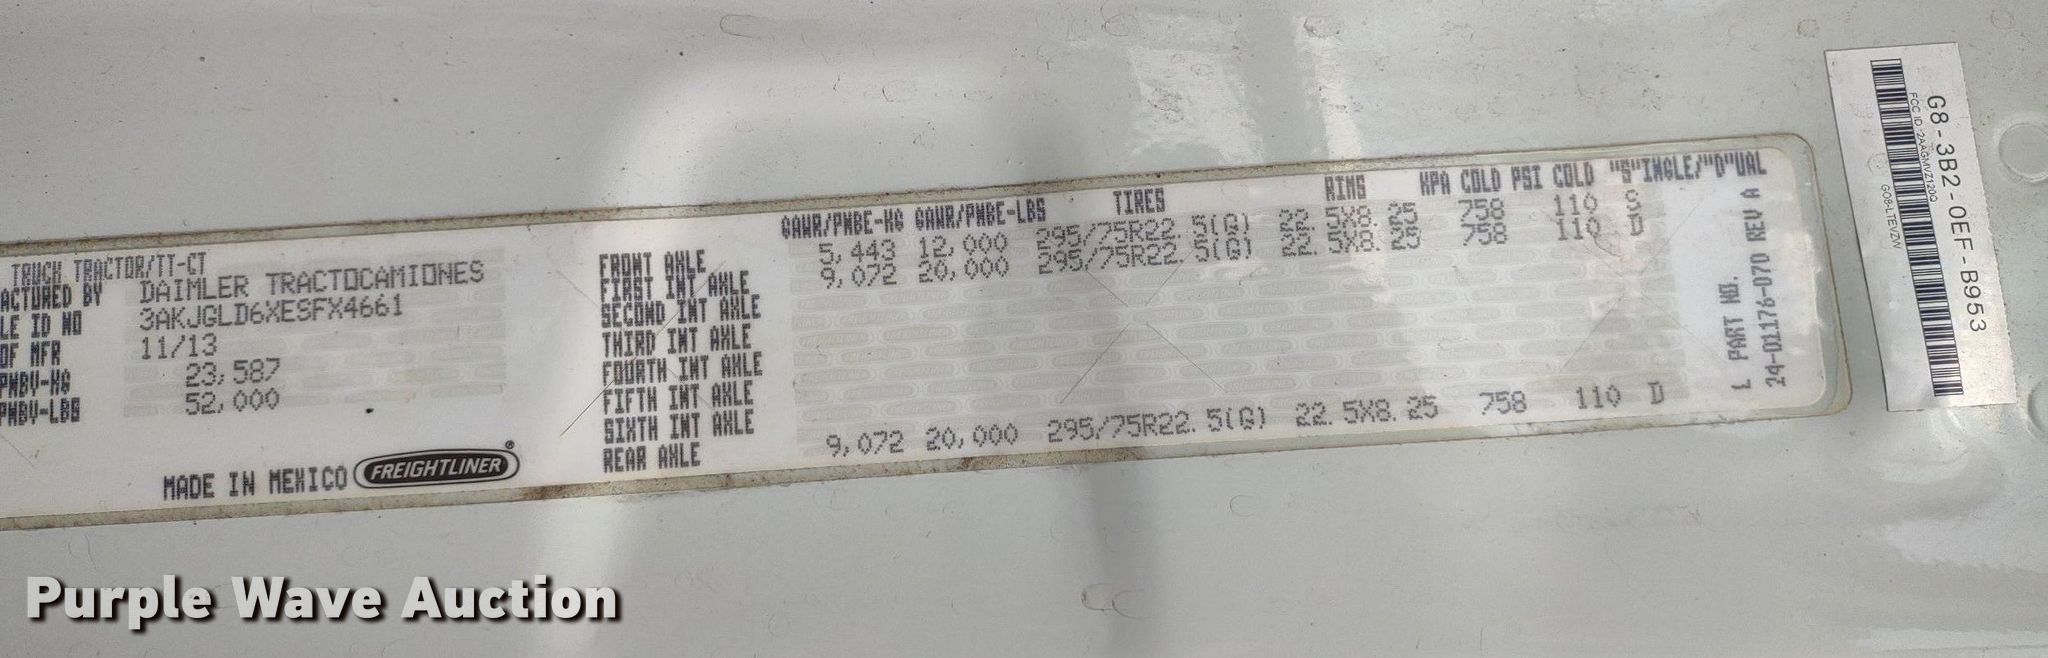 TRUCK TRACTOR/TT-CT
ACTURED BY DAIMLER TRACTOCAMIONES
LE ID NO 3AKJGLD6XESFX4661
OF MFR 11/13
PNBV-KG 23,587
PNBV-LBS 52,000
MADE IN MEXICO FREIGHTLINER®
GAWR/PNBE-KG GAWR/PNBE-LBS TIRES RIMS KPA COLD PSI COLD "S"INGLE/"D"UAL
FRONT AXLE 5,443 12,000 295/75R22.5(G) 22.5X8.25 758 110 S
FIRST INT AXLE 9,072 20,000 295/75R22.5(G) 22.5X8.25 758 110 D
SECOND INT AXLE
THIRD INT AXLE
FOURTH INT AXLE
FIFTH INT AXLE
SIXTH INT AXLE
REAR AXLE 9,072 20,000 295/75R22.5(G) 22.5X8.25 758 110 D
L PART NO.
24-01176-070 REV A
G8-3B2-0EF-B953
FCC ID:2AAGMVZ120Q
GO8-LTEVZW
Purple Wave Auction